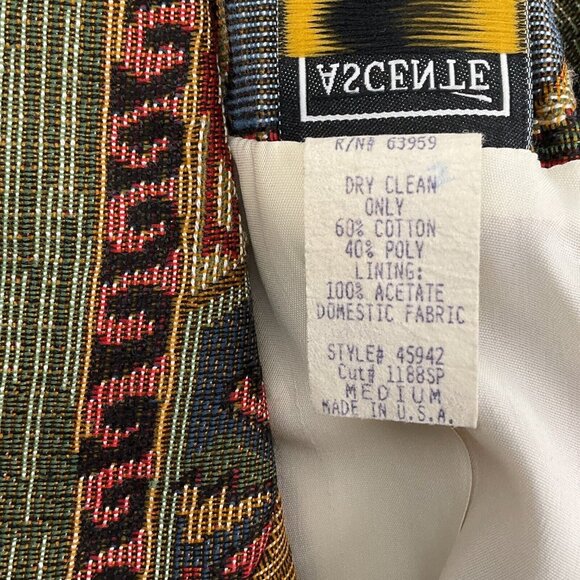 ASCENTE
R/N# 63959
DRY CLEAN
ONLY
60% COTTON
40% POLY
LINING:
100% ACETATE
DOMESTIC FABRIC
STYLE# 45942
Cut# 1188SP
MEDIUM
MADE IN U.S.A.